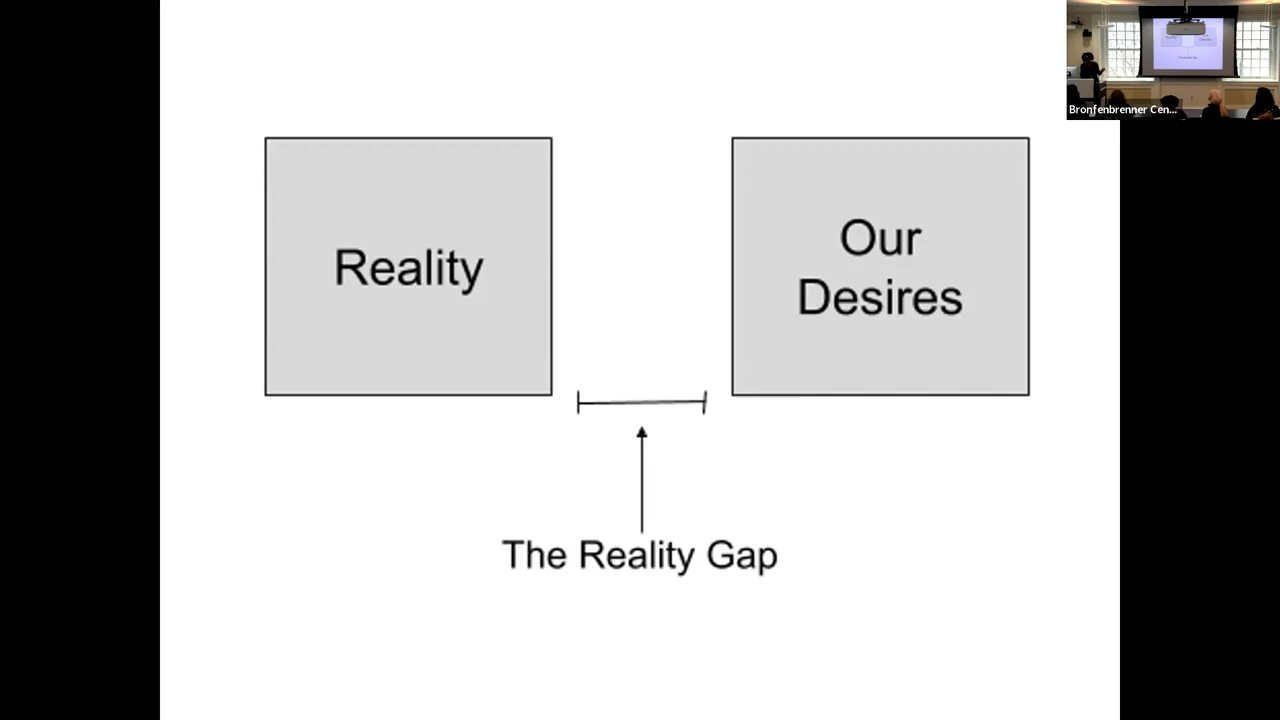 Bronfenbrenner Cen...
Reality
Our
Desires
The Reality Gap